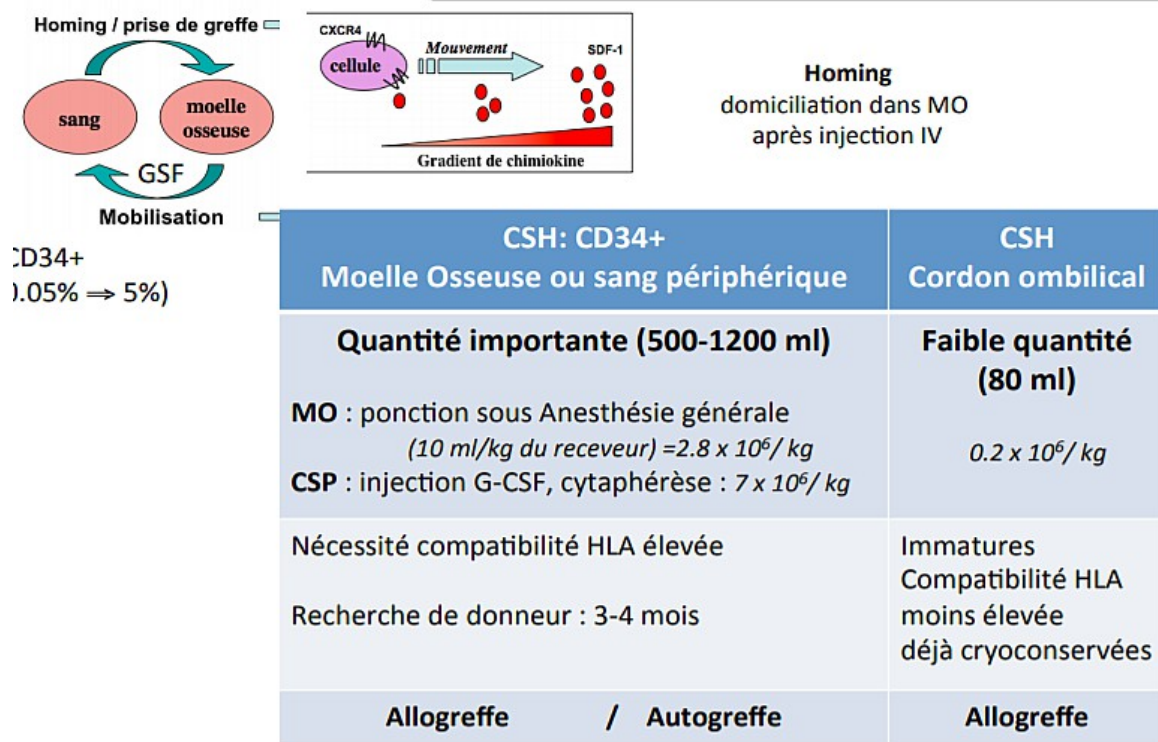 Homing / prise de greffe
sang
moelle
osseuse
GSF
Mobilisation
CD34+
0.05% ⇒ 5%)
CXCR4
cellule
Mouvement
SDF-1
Gradient de chimiokine
Homing
domiciliation dans MO
après injection IV
CSH: CD34+
Moelle Osseuse ou sang périphérique
CSH
Cordon ombilical
Quantité importante (500-1200 ml)
MO : ponction sous Anesthésie générale
(10 ml/kg du receveur) =2.8 x 10⁶/ kg
CSP : injection G-CSF, cytaphérèse : 7 x 10⁶/ kg
Faible quantité
(80 ml)
0.2 x 10⁶/ kg
Nécessité compatibilité HLA élevée
Recherche de donneur : 3-4 mois
Immatures
Compatibilité HLA
moins élevée
déjà cryoconservées
Allogreffe / Autogreffe
Allogreffe